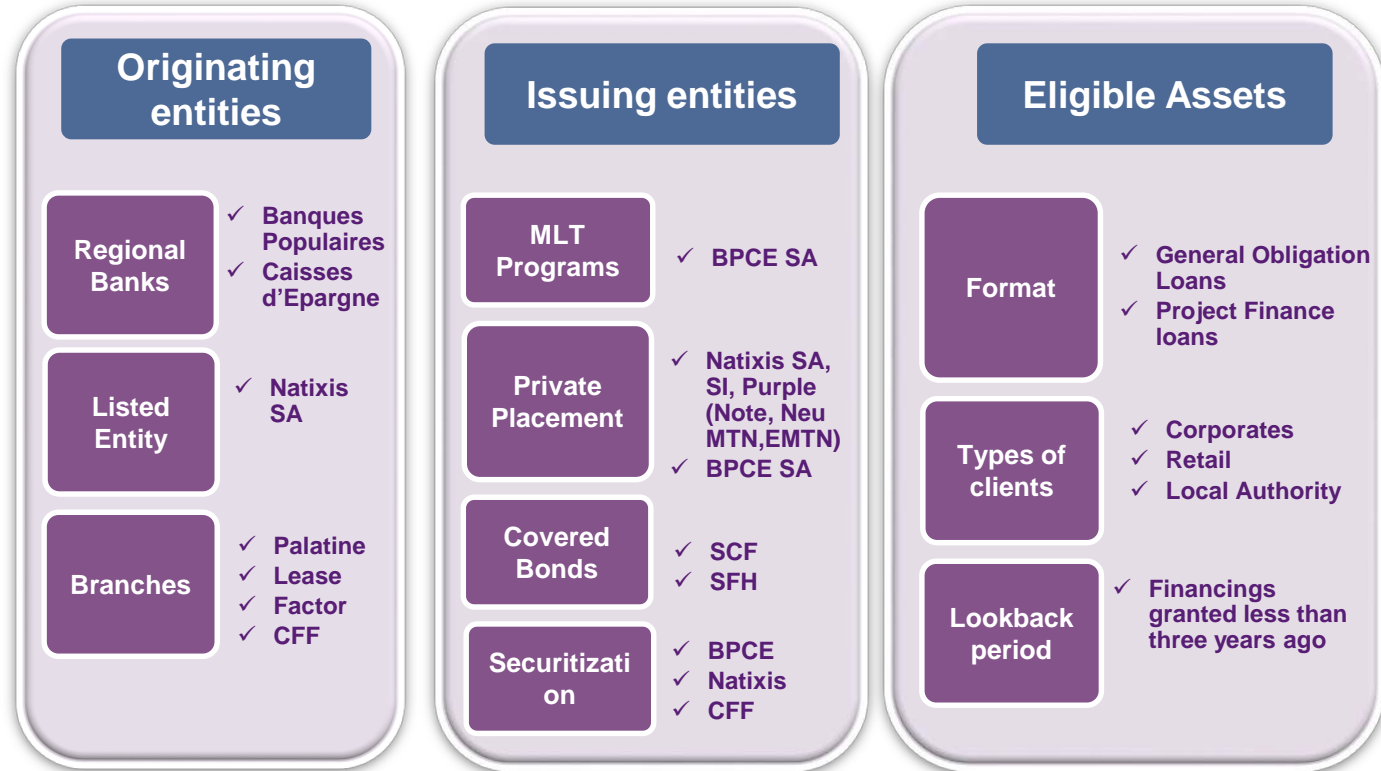 Originating
entities
Regional
Banks
✓ Banques
Populaires
✓ Caisses
d’Epargne
Listed
Entity
✓ Natixis
SA
Branches
✓ Palatine
✓ Lease
✓ Factor
✓ CFF
Issuing entities
MLT
Programs
✓ BPCE SA
Private
Placement
✓ Natixis SA,
SI, Purple
(Note, Neu
MTN,EMTN)
✓ BPCE SA
Covered
Bonds
✓ SCF
✓ SFH
Securitizati
on
✓ BPCE
✓ Natixis
✓ CFF
Eligible Assets
Format
✓ General Obligation
Loans
✓ Project Finance
loans
Types of
clients
✓ Corporates
✓ Retail
✓ Local Authority
Lookback
period
✓ Financings
granted less than
three years ago